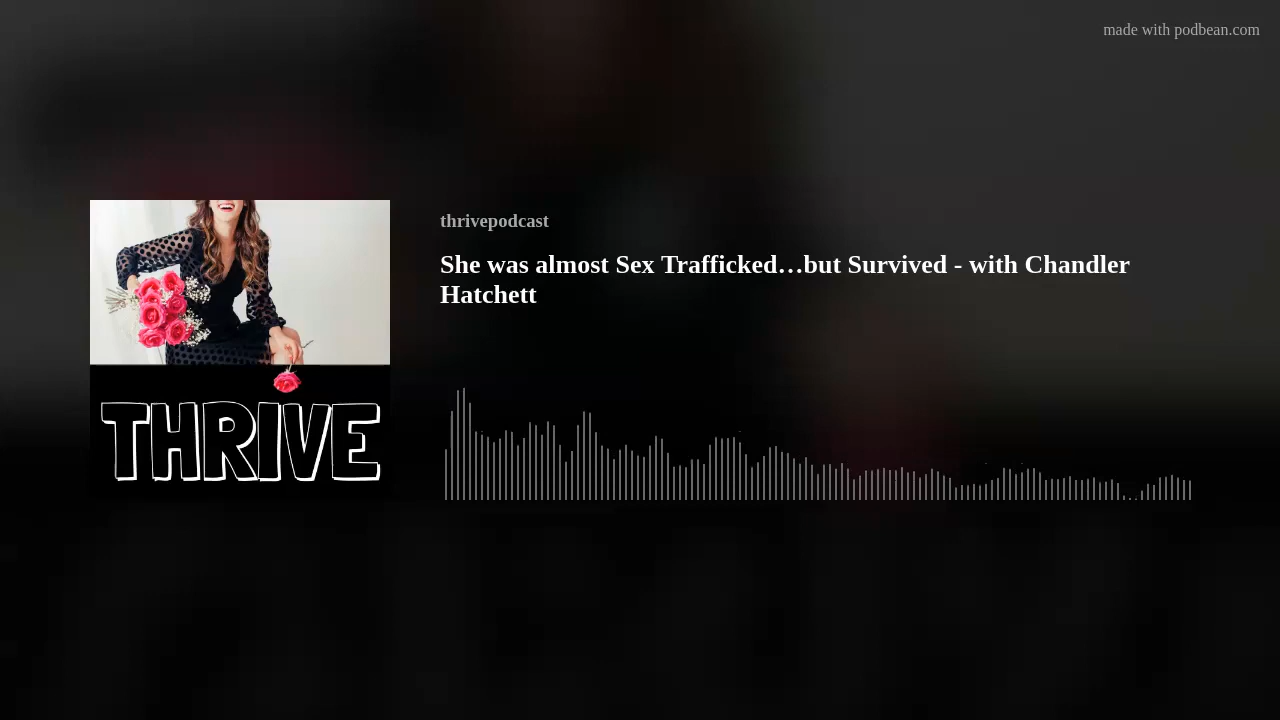 made with podbean.com
thrivepodcast
She was almost Sex Trafficked…but Survived - with Chandler
Hatchett
THRIVE